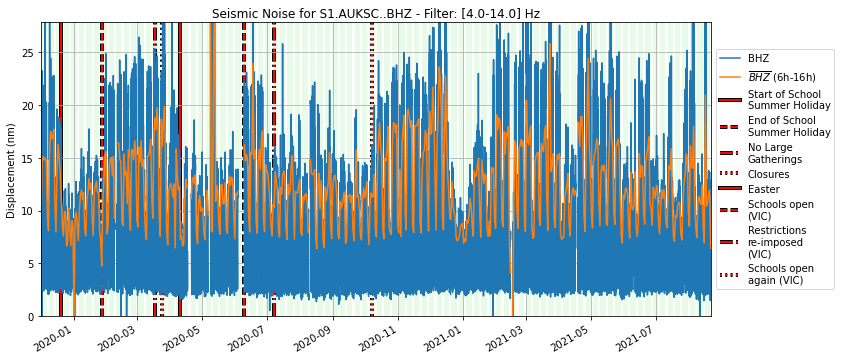 Seismic Noise for S1.AUKSC..BHZ - Filter: [4.0-14.0] Hz
Displacement (nm)
25
20
15
10
5
0
2020-01
2020-03
2020-05
2020-07
2020-09
2020-11
2021-01
2021-03
2021-05
2021-07
BHZ
BHZ (6h-16h)
Start of School
Summer Holiday
End of School
Summer Holiday
No Large
Gatherings
Closures
Easter
Schools open
(VIC)
Restrictions
re-imposed
(VIC)
Schools open
again (VIC)